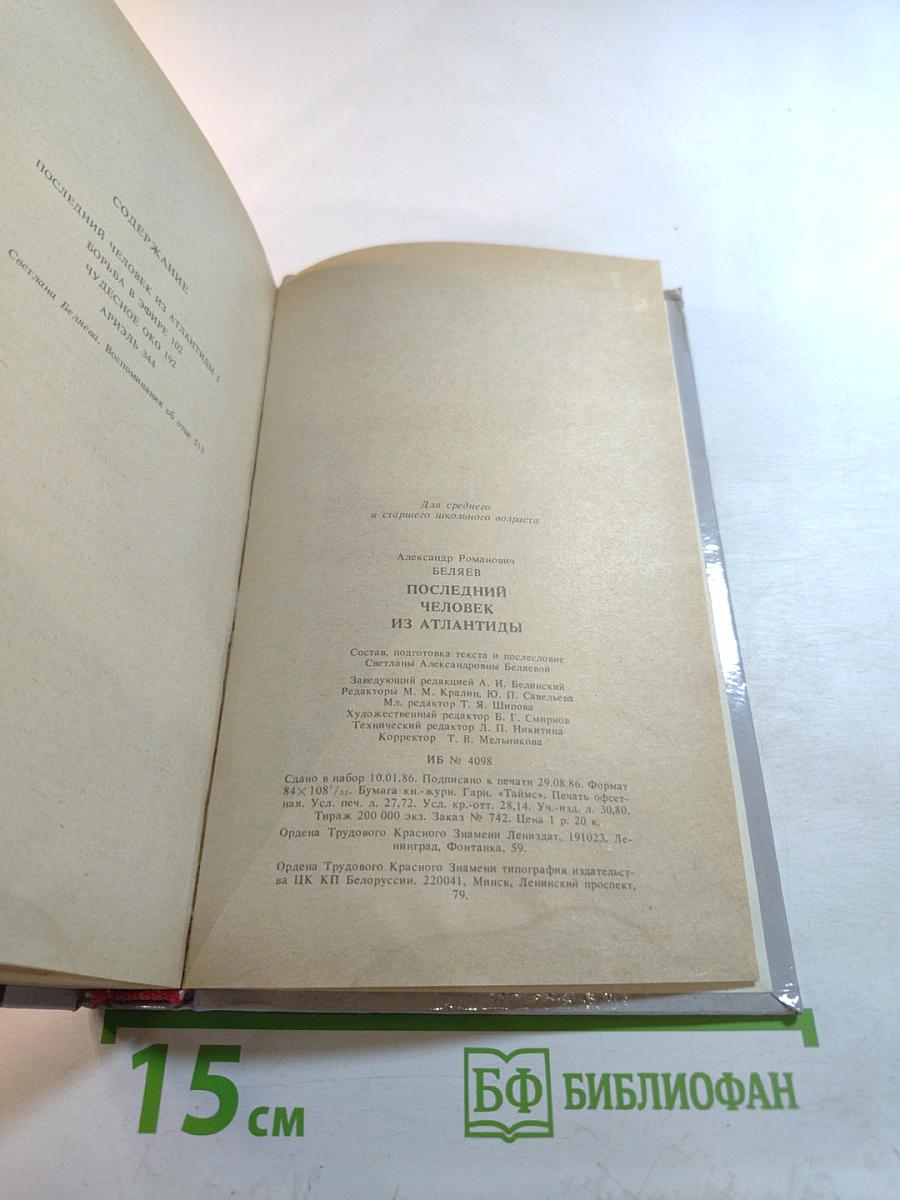 СОДЕРЖАНИЕ
ПОСЛЕДНИЙ ЧЕЛОВЕК ИЗ АТЛАНТИДЫ 5
БОРЬБА В ЭФИРЕ 102
ЧУДЕСНОЕ ОКО 192
АРИЭЛЬ 344
Светлана Беляева. Воспоминания об отце 513
Для среднего
и старшего школьного возраста
Александр Романович
БЕЛЯЕВ
ПОСЛЕДНИЙ
ЧЕЛОВЕК
ИЗ АТЛАНТИДЫ
Состав, подготовка текста и послесловие
Светланы Александровны Беляевой
Заведующий редакцией А. И. Белинский
Редакторы М. М. Кралин, Ю. П. Савельева
Мл. редактор Т. Я. Шипова
Художественный редактор Б. Г. Смирнов
Технический редактор Л. П. Никитина
Корректор Т. В. Мельникова
ИБ № 4098
Сдано в набор 10.01.86. Подписано к печати 29.08.86. Формат
84×108¹/₃₂. Бумага кн.-журн. Гарн. «Таймс». Печать офсет-
ная. Усл. печ. л. 27,72. Усл. кр.-отт. 28,14. Уч.-изд. л. 30,80.
Тираж 200 000 экз. Заказ № 742. Цена 1 р. 20 к.
Ордена Трудового Красного Знамени Лениздат, 191023, Ле-
нинград, Фонтанка, 59.
Ордена Трудового Красного Знамени типография издательст-
ва ЦК КП Белоруссии. 220041, Минск, Ленинский проспект,
79.
15 см
БФ БИБЛИОФАН